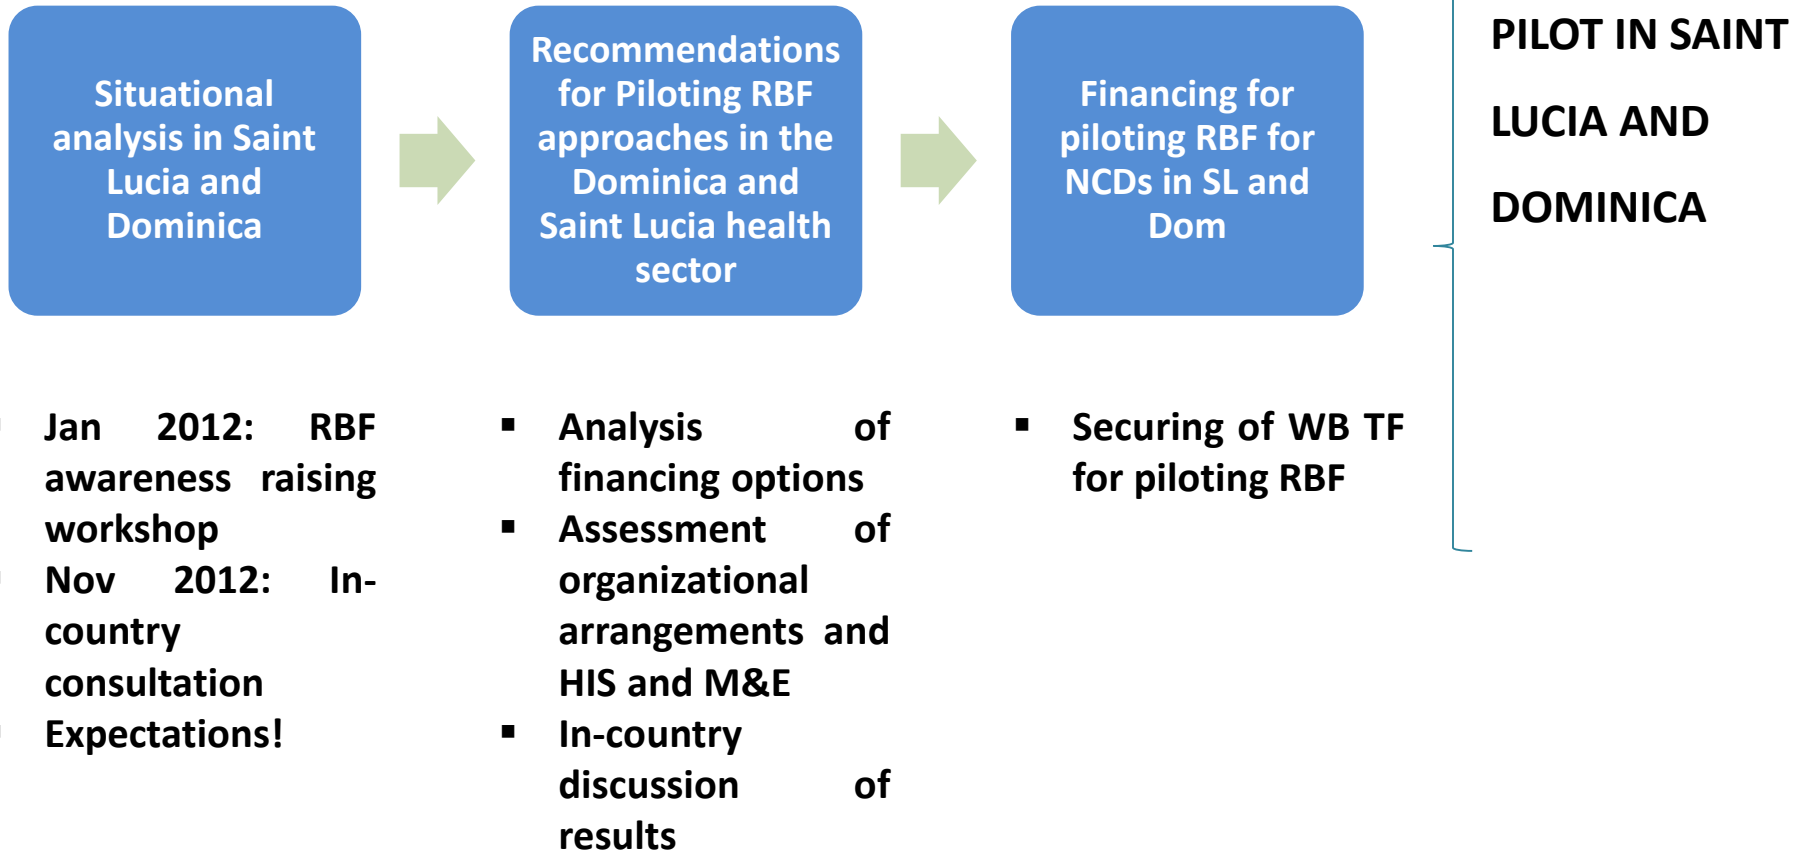 Situational
analysis in Saint
Lucia and
Dominica
Recommendations
for Piloting RBF
approaches in the
Dominica and
Saint Lucia health
sector
Financing for
piloting RBF for
NCDs in SL and
Dom
PILOT IN SAINT
LUCIA AND
DOMINICA
Jan 2012: RBF
awareness raising
workshop
Nov 2012: In-
country
consultation
Expectations!
▪ Analysis of
financing options
▪ Assessment of
organizational
arrangements and
HIS and M&E
▪ In-country
discussion of
results
▪ Securing of WB TF
for piloting RBF